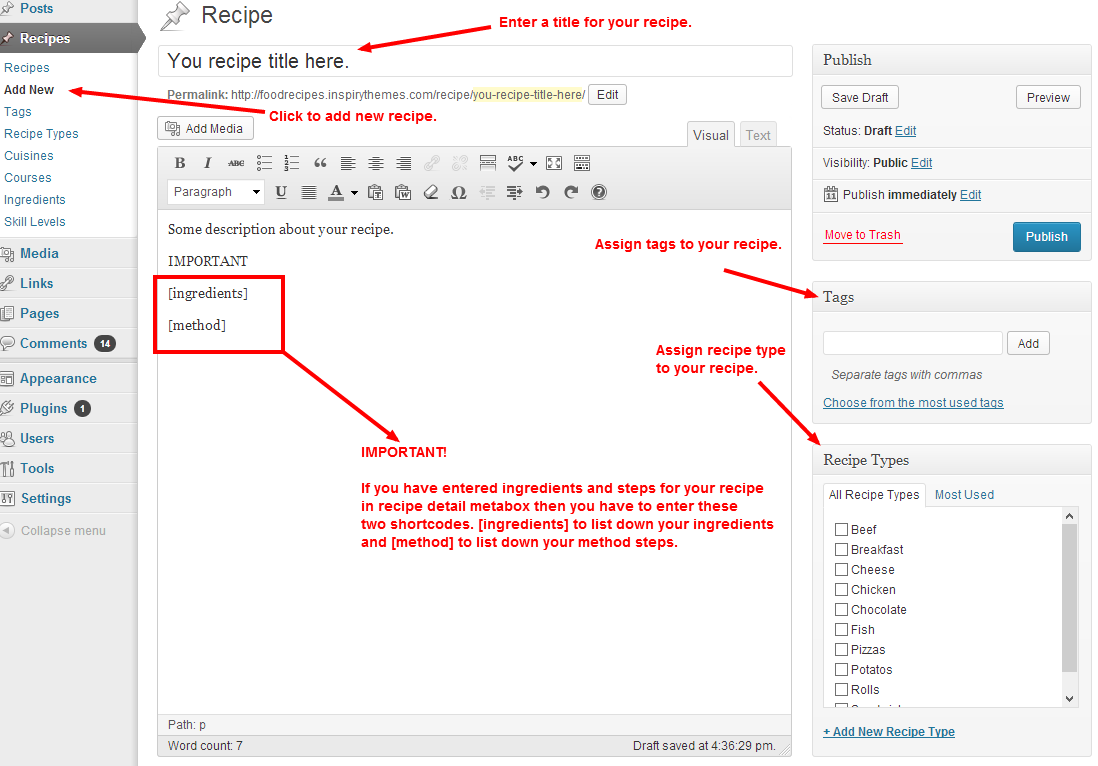 Posts
Recipes
Recipes
Add New
Tags
Recipe Types
Cuisines
Courses
Ingredients
Skill Levels
Media
Links
Pages
Comments 14
Appearance
Plugins 1
Users
Tools
Settings
Collapse menu
Recipe
Enter a title for your recipe.
You recipe title here.
Permalink: http://foodrecipes.inspirythemes.com/recipe/you-recipe-title-here/ Edit
Click to add new recipe.
Add Media
Visual Text
B I ABC ABC
Paragraph U A Ω
Some description about your recipe.
IMPORTANT
[ingredients]
[method]
IMPORTANT!
If you have entered ingredients and steps for your recipe
in recipe detail metabox then you have to enter these
two shortcodes. [ingredients] to list down your ingredients
and [method] to list down your method steps.
Assign tags to your recipe.
Assign recipe type
to your recipe.
Path: p
Word count: 7 Draft saved at 4:36:29 pm.
Publish
Save Draft Preview
Status: Draft Edit
Visibility: Public Edit
11 Publish immediately Edit
Move to Trash Publish
Tags
Add
Separate tags with commas
Choose from the most used tags
Recipe Types
All Recipe Types Most Used
Beef
Breakfast
Cheese
Chicken
Chocolate
Fish
Pizzas
Potatos
Rolls
+ Add New Recipe Type